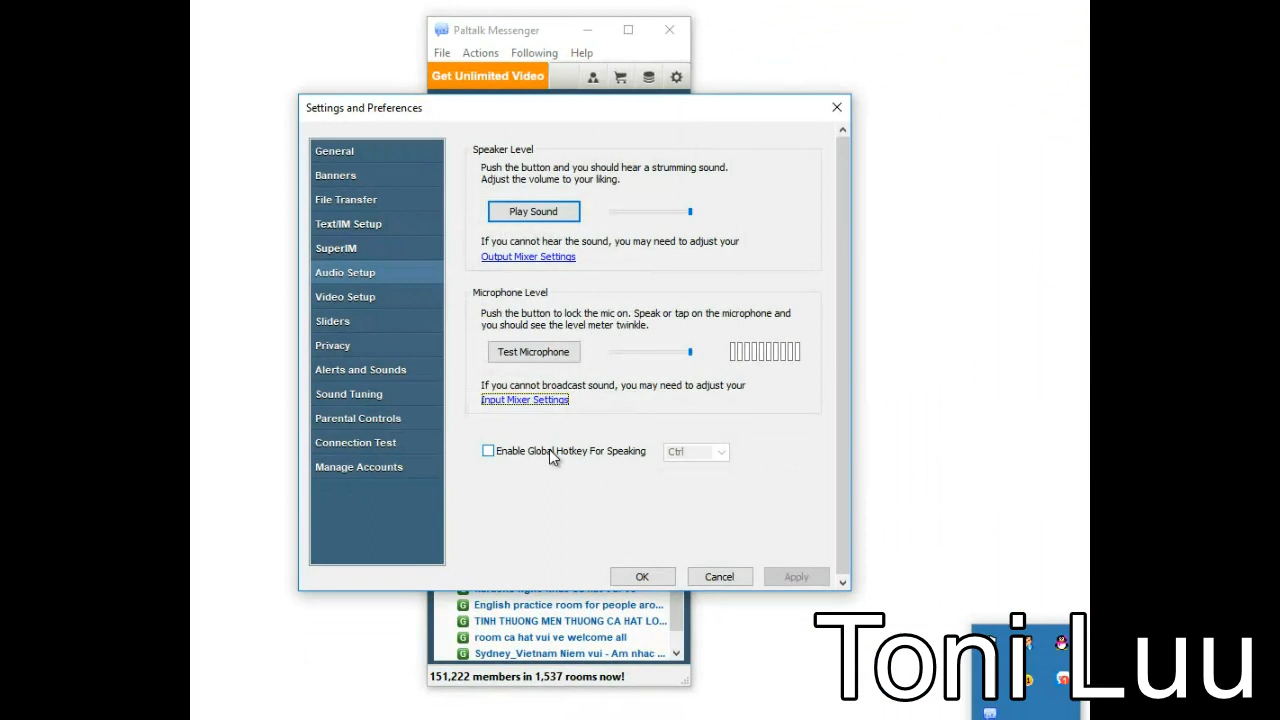 Paltalk Messenger
File Actions Following Help
Get Unlimited Video
Settings and Preferences
General
Banners
File Transfer
Text/IM Setup
SuperIM
Audio Setup
Video Setup
Sliders
Privacy
Alerts and Sounds
Sound Tuning
Parental Controls
Connection Test
Manage Accounts
Speaker Level
Push the button and you should hear a strumming sound.
Adjust the volume to your liking.
Play Sound
If you cannot hear the sound, you may need to adjust your
Output Mixer Settings
Microphone Level
Push the button to lock the mic on. Speak or tap on the microphone and
you should see the level meter twinkle.
Test Microphone
If you cannot broadcast sound, you may need to adjust your
Input Mixer Settings
Enable Global Hotkey For Speaking Ctrl
OK Cancel Apply
English practice room for people aro...
TINH THUONG MEN THUONG CA HAT LO...
room ca hat vui ve welcome all
Sydney_Vietnam Niem vui - Am nhac ...
151,222 members in 1,537 rooms now!
Toni Luu